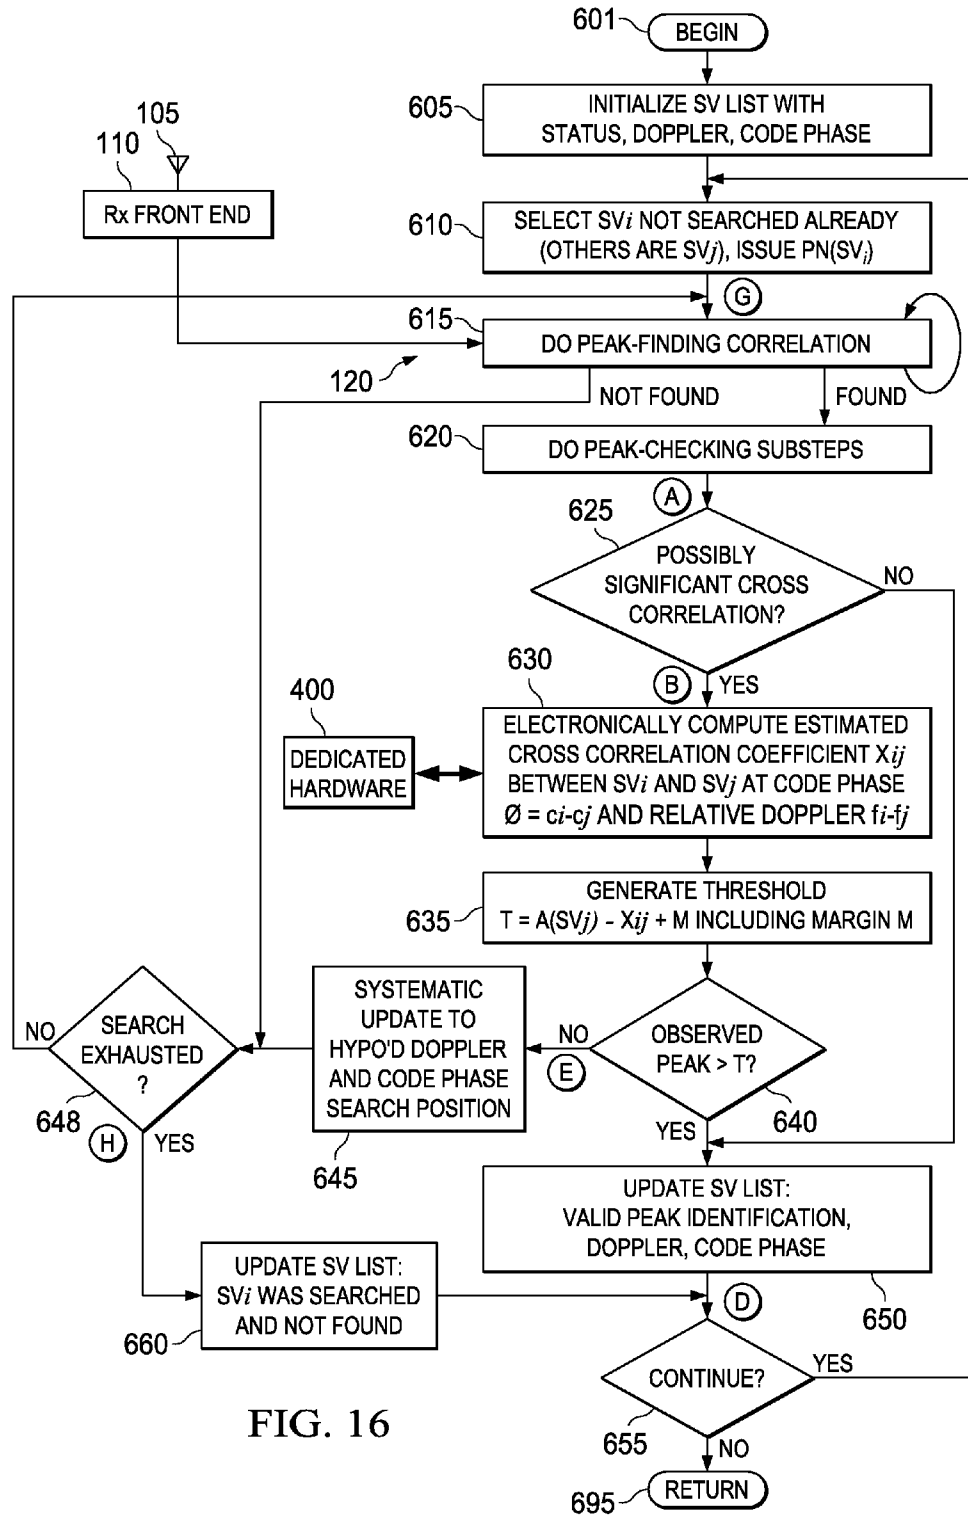 601
BEGIN
605
INITIALIZE SV LIST WITH
STATUS, DOPPLER, CODE PHASE
105
110
Rx FRONT END
610
SELECT SVi NOT SEARCHED ALREADY
(OTHERS ARE SVj), ISSUE PN(SVi)
G
615
DO PEAK-FINDING CORRELATION
120
NOT FOUND
FOUND
620
DO PEAK-CHECKING SUBSTEPS
A
625
POSSIBLY
SIGNIFICANT CROSS
CORRELATION?
NO
B
YES
630
400
DEDICATED
HARDWARE
ELECTRONICALLY COMPUTE ESTIMATED
CROSS CORRELATION COEFFICIENT Xij
BETWEEN SVi AND SVj AT CODE PHASE
Ø = ci-cj AND RELATIVE DOPPLER fi-fj
635
GENERATE THRESHOLD
T = A(SVj) - Xij + M INCLUDING MARGIN M
OBSERVED
PEAK > T?
640
NO
E
YES
SYSTEMATIC
UPDATE TO
HYPO'D DOPPLER
AND CODE PHASE
SEARCH POSITION
645
SEARCH
EXHAUSTED
?
NO
648
H
YES
UPDATE SV LIST:
VALID PEAK IDENTIFICATION,
DOPPLER, CODE PHASE
650
UPDATE SV LIST:
SVi WAS SEARCHED
AND NOT FOUND
660
D
CONTINUE?
YES
655
NO
695
RETURN
FIG. 16